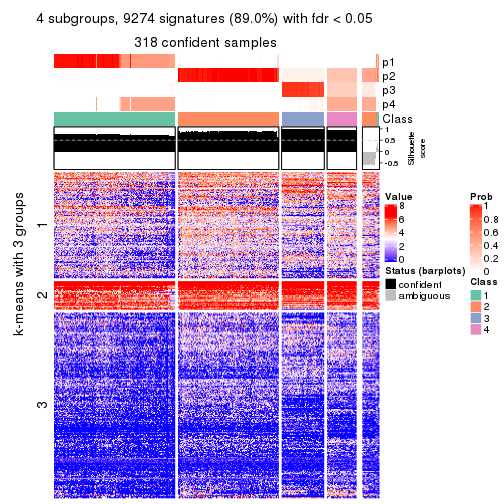 4 subgroups, 9274 signatures (89.0%) with fdr < 0.05
318 confident samples
p1
p2
p3
p4
Class
1
0.5
0
-0.5
Silhouette
score
k-means with 3 groups
1
2
3
Value
8
6
4
2
0
Status (barplots)
confident
ambiguous
Prob
1
0.8
0.6
0.4
0.2
0
Class
1
2
3
4